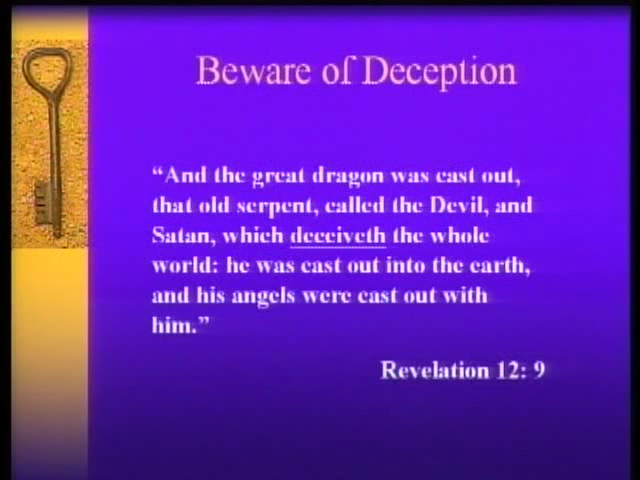 Beware of Deception
“And the great dragon was cast out,
that old serpent, called the Devil, and
Satan, which deceiveth the whole
world: he was cast out into the earth,
and his angels were cast out with
him.”
Revelation 12: 9